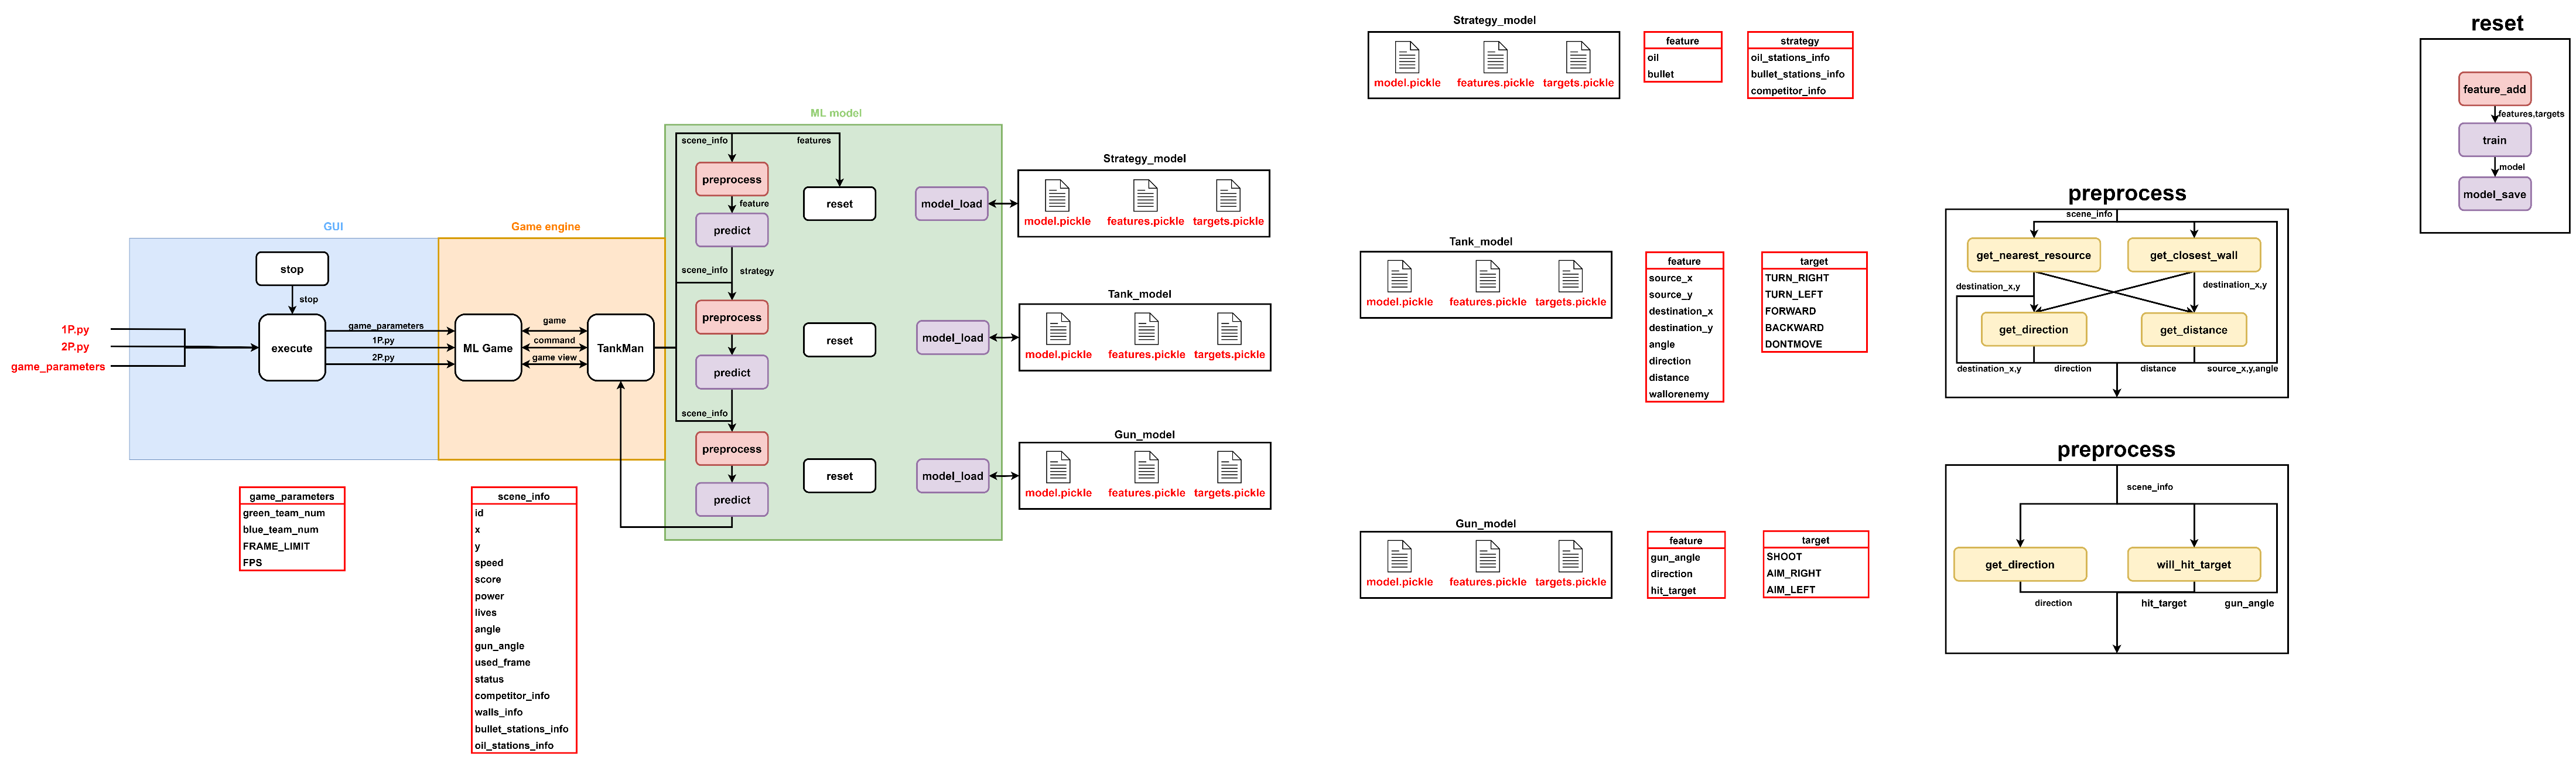 GUI
stop
stop
1P.py
2P.py
game_parameters
execute
game_parameters
1P.py
2P.py
Game engine
ML Game
game
command
game view
TankMan
ML model
scene_info
features
preprocess
feature
predict
reset
model_load
scene_info
strategy
preprocess
predict
reset
model_load
scene_info
preprocess
predict
reset
model_load
Strategy_model
model.pickle
features.pickle
targets.pickle
Tank_model
model.pickle
features.pickle
targets.pickle
Gun_model
model.pickle
features.pickle
targets.pickle
game_parameters
green_team_num
blue_team_num
FRAME_LIMIT
FPS
scene_info
id
x
y
speed
score
power
lives
angle
gun_angle
used_frame
status
competitor_info
walls_info
bullet_stations_info
oil_stations_info
Strategy_model
model.pickle
features.pickle
targets.pickle
feature
oil
bullet
strategy
oil_stations_info
bullet_stations_info
competitor_info
Tank_model
model.pickle
features.pickle
targets.pickle
feature
source_x
source_y
destination_x
destination_y
angle
direction
distance
wallorenemy
target
TURN_RIGHT
TURN_LEFT
FORWARD
BACKWARD
DONTMOVE
Gun_model
model.pickle
features.pickle
targets.pickle
feature
gun_angle
direction
hit_target
target
SHOOT
AIM_RIGHT
AIM_LEFT
preprocess
scene_info
get_nearest_resource
get_closest_wall
destination_x,y
destination_x,y
get_direction
get_distance
destination_x,y
direction
distance
source_x,y,angle
preprocess
scene_info
get_direction
will_hit_target
direction
hit_target
gun_angle
reset
feature_add
features,targets
train
model
model_save